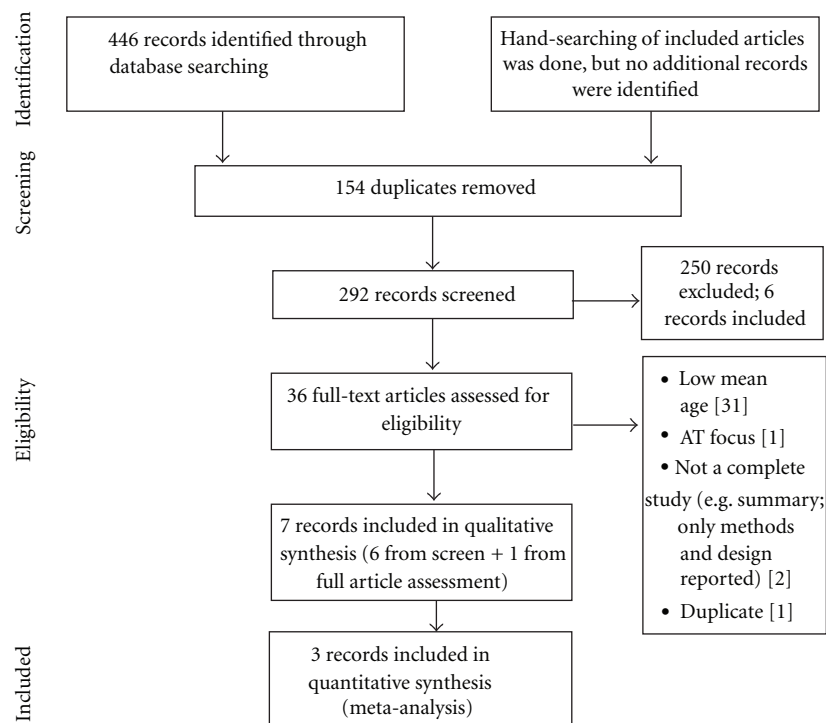 Identification
446 records identified through
database searching
Hand-searching of included articles
was done, but no additional records
were identified
Screening
154 duplicates removed
292 records screened
250 records
excluded; 6
records included
Eligibility
36 full-text articles assessed for
eligibility
• Low mean
age [31]
• AT focus [1]
• Not a complete
study (e.g. summary;
only methods
and design
reported) [2]
• Duplicate [1]
7 records included in qualitative
synthesis (6 from screen + 1 from
full article assessment)
Included
3 records included in
quantitative synthesis
(meta-analysis)